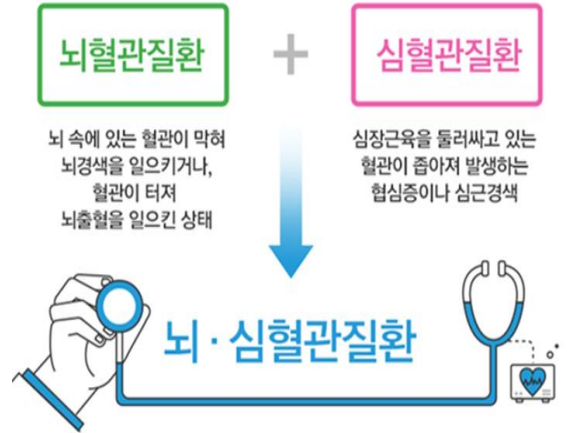 뇌혈관질환
+
심혈관질환
뇌 속에 있는 혈관이 막혀
뇌경색을 일으키거나,
혈관이 터져
뇌출혈을 일으킨 상태
심장근육을 둘러싸고 있는
혈관이 좁아져 발생하는
협심증이나 심근경색
뇌·심혈관질환